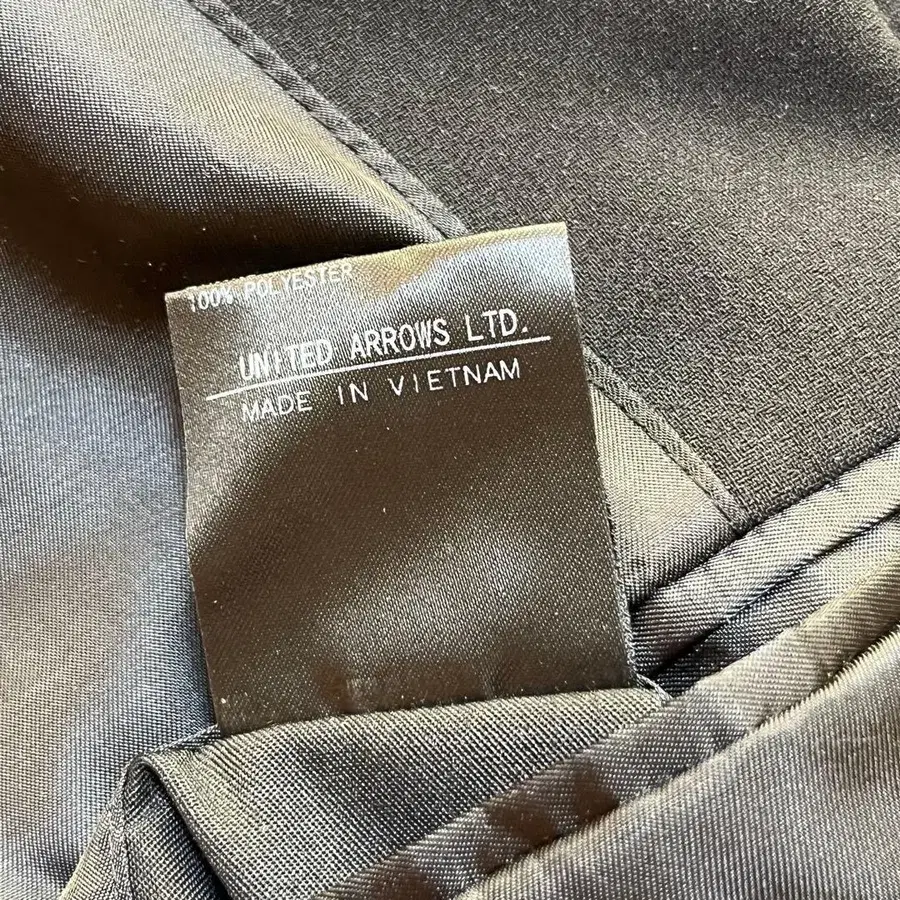 100% POLYESTER
UNITED ARROWS LTD.
MADE IN VIETNAM